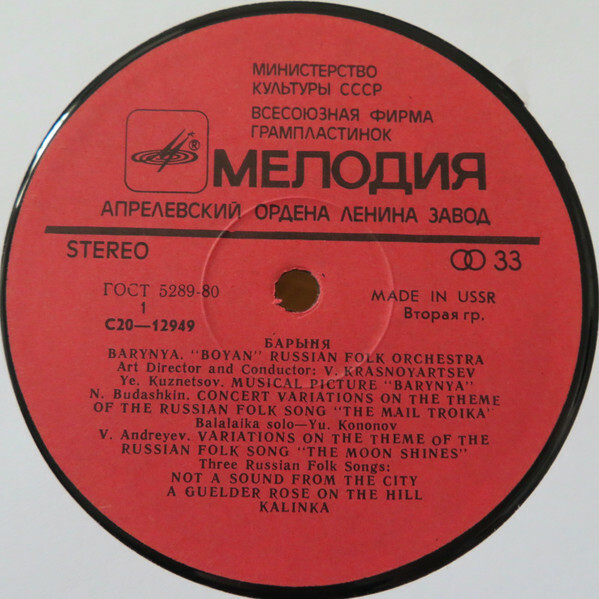 МИНИСТЕРСТВО
КУЛЬТУРЫ СССР
ВСЕСОЮЗНАЯ ФИРМА
ГРАМПЛАСТИНОК
®
МЕЛОДИЯ
АПРЕЛЕВСКИЙ ОРДЕНА ЛЕНИНА ЗАВОД
STEREO
33
ГОСТ 5289-80
MADE IN USSR
1
Вторая гр.
С20—12949
БАРЫНЯ
BARYNYA. "BOYAN" RUSSIAN FOLK ORCHESTRA
Art Director and Conductor: V. KRASNOYARTSEV
Ye. Kuznetsov. MUSICAL PICTURE "BARYNYA"
N. Budashkin. CONCERT VARIATIONS ON THE THEME
OF THE RUSSIAN FOLK SONG "THE MAIL TROIKA"
Balalaika solo—Yu. Kononov
V. Andreyev. VARIATIONS ON THE THEME OF THE
RUSSIAN FOLK SONG "THE MOON SHINES"
Three Russian Folk Songs:
NOT A SOUND FROM THE CITY
A GUELDER ROSE ON THE HILL
KALINKA